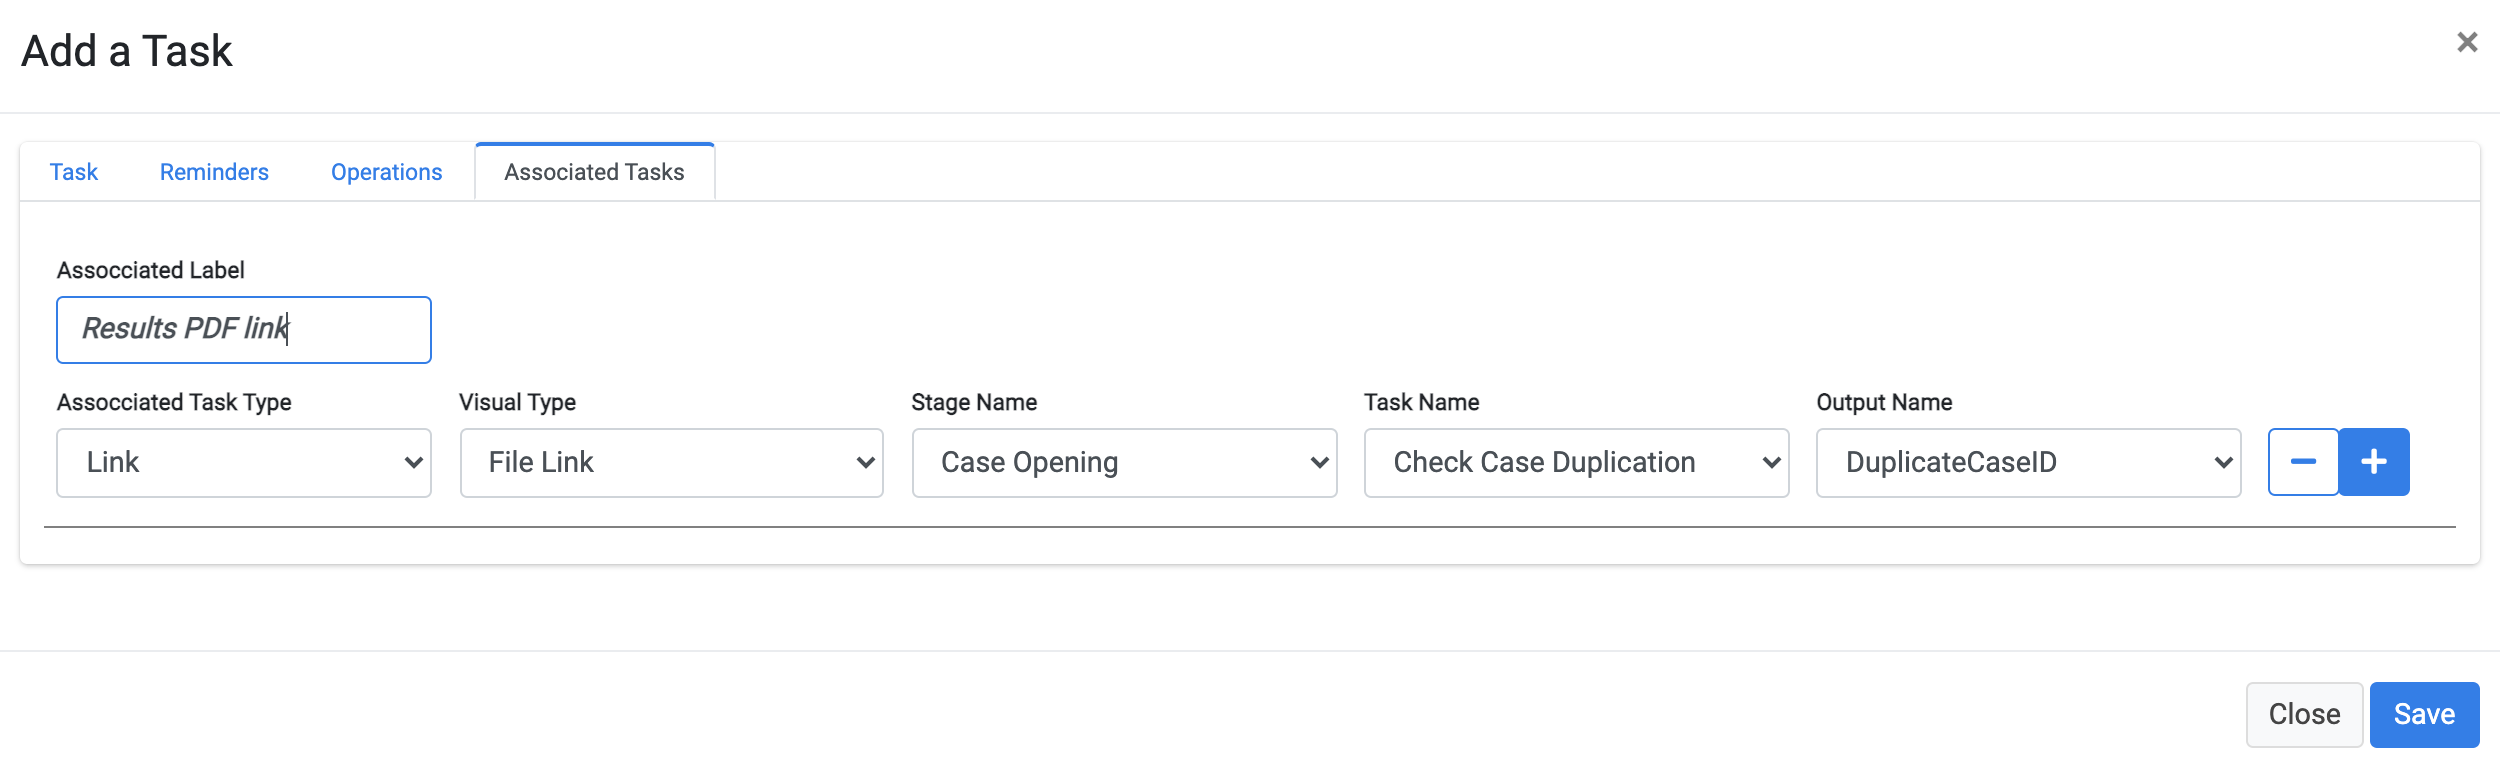 Add a Task
Task Reminders Operations Associated Tasks
Assocciated Label
Results PDF link
Assocciated Task Type Visual Type Stage Name Task Name Output Name
Link File Link Case Opening Check Case Duplication DuplicateCaseID
Close Save